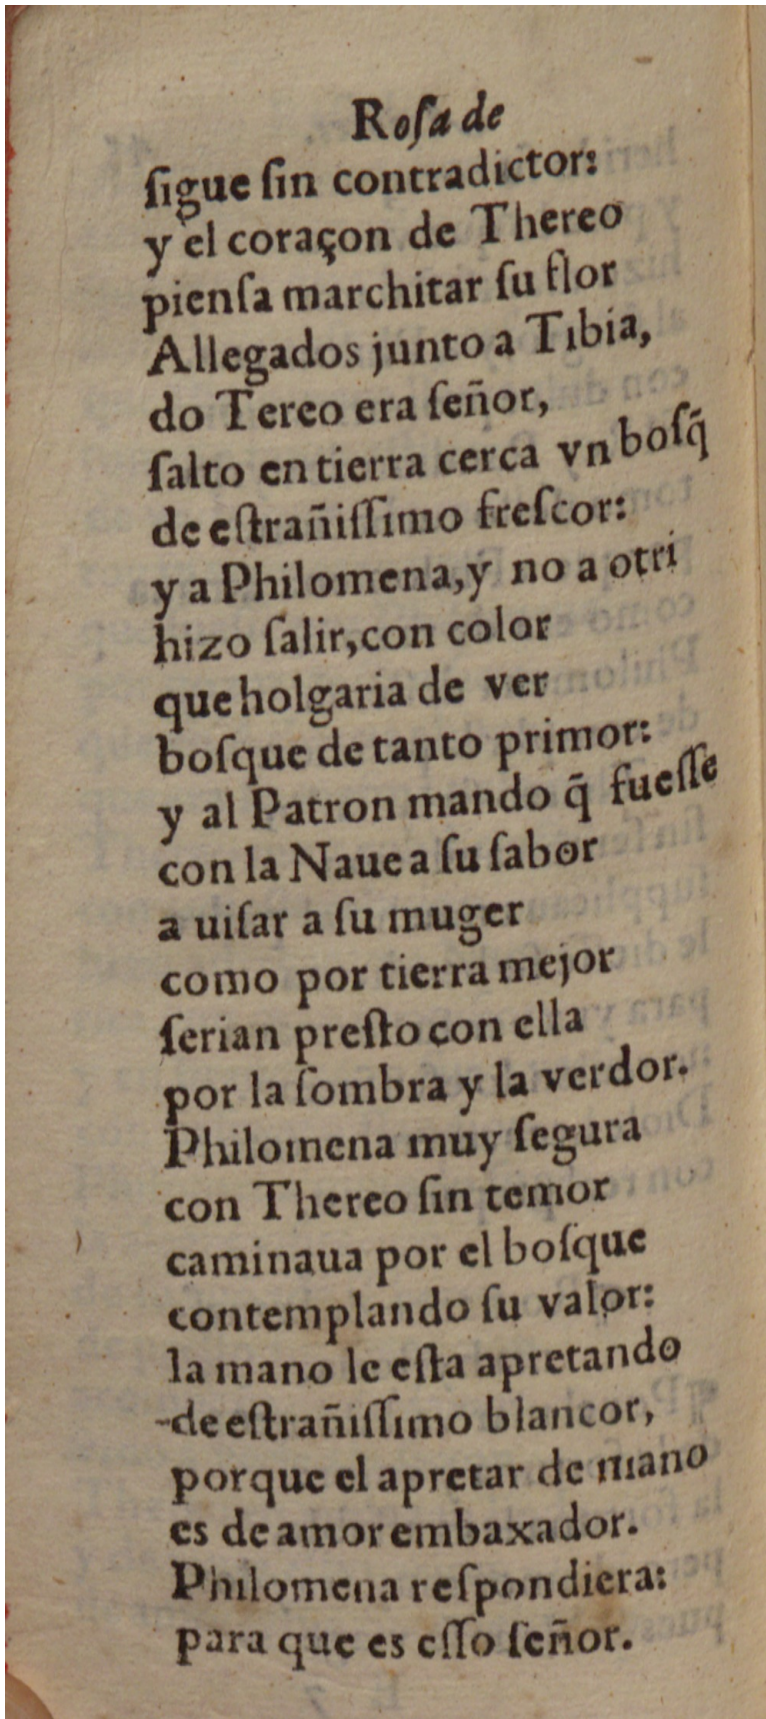 Rosa de
ſigue ſin contradictor:
y el coraçon de Thereo
pienſa marchitar ſu flor
Allegados junto a Tibia,
do Tereo era ſeñor,
ſalto en tierra cerca vn boſq̃
de eſtrañiſſimo freſcor:
y a Philomena, y no a otri
hizo ſalir, con color
que holgaria de ver
boſque de tanto primor:
y al Patron mando q̃ fueſſe
con la Naue a ſu ſabor
a uiſar a ſu muger
como por tierra mejor
ſerian preſto con ella
por la ſombra y la verdor.
Philomena muy ſegura
con Thereo ſin temor
caminaua por el boſque
contemplando ſu valor:
la mano le eſta apretando
de eſtrañiſſimo blancor,
porque el apretar de mano
es de amor embaxador.
Philomena reſpondiera:
para que es eſſo ſeñor.